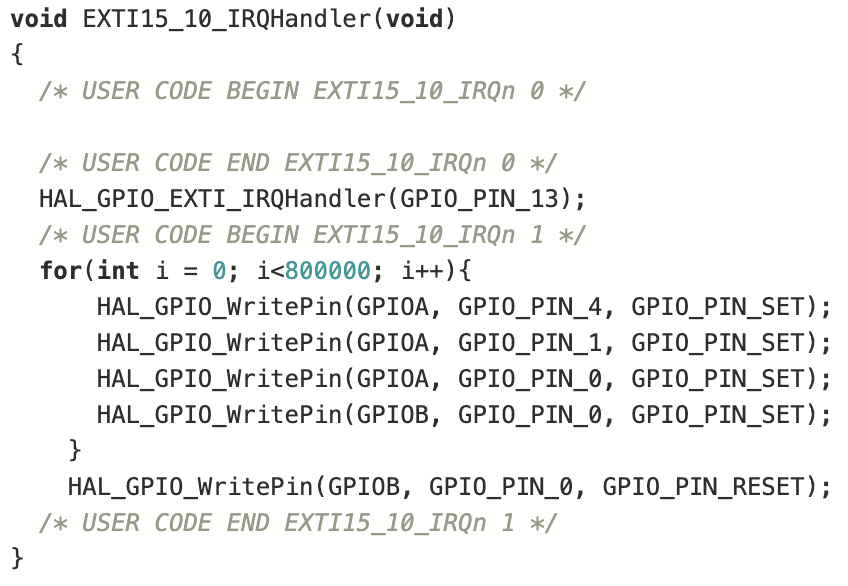 void EXTI15_10_IRQHandler(void)
{
/* USER CODE BEGIN EXTI15_10_IRQn 0 */
/* USER CODE END EXTI15_10_IRQn 0 */
HAL_GPIO_EXTI_IRQHandler(GPIO_PIN_13);
/* USER CODE BEGIN EXTI15_10_IRQn 1 */
for(int i = 0; i<800000; i++){
HAL_GPIO_WritePin(GPIOA, GPIO_PIN_4, GPIO_PIN_SET);
HAL_GPIO_WritePin(GPIOA, GPIO_PIN_1, GPIO_PIN_SET);
HAL_GPIO_WritePin(GPIOA, GPIO_PIN_0, GPIO_PIN_SET);
HAL_GPIO_WritePin(GPIOB, GPIO_PIN_0, GPIO_PIN_SET);
}
HAL_GPIO_WritePin(GPIOB, GPIO_PIN_0, GPIO_PIN_RESET);
/* USER CODE END EXTI15_10_IRQn 1 */
}